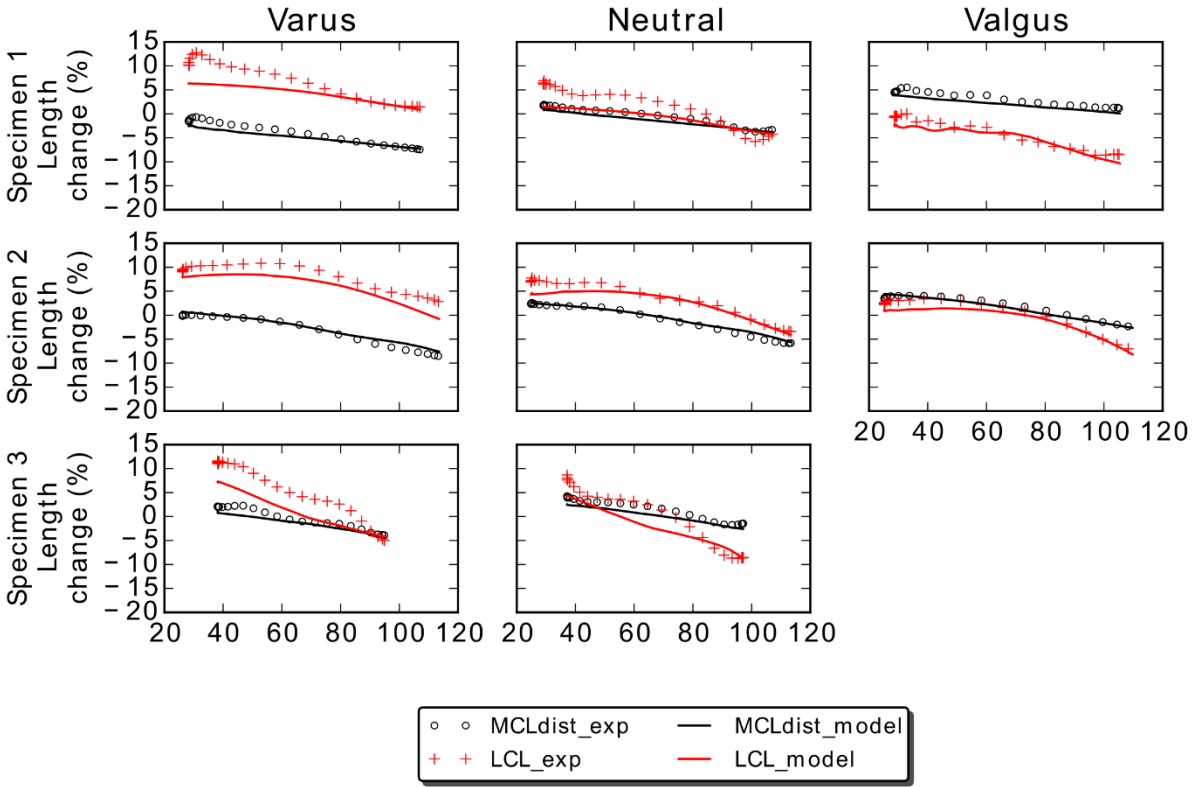 Varus Neutral Valgus
Specimen 1
Length
change (%)
15
10
5
0
−5
−10
−15
−20
Specimen 2
Length
change (%)
15
10
5
0
−5
−10
−15
−20
20 40 60 80 100 120
Specimen 3
Length
change (%)
15
10
5
0
−5
−10
−15
−20
20 40 60 80 100 120
20 40 60 80 100 120
MCLdist_exp MCLdist_model
LCL_exp LCL_model